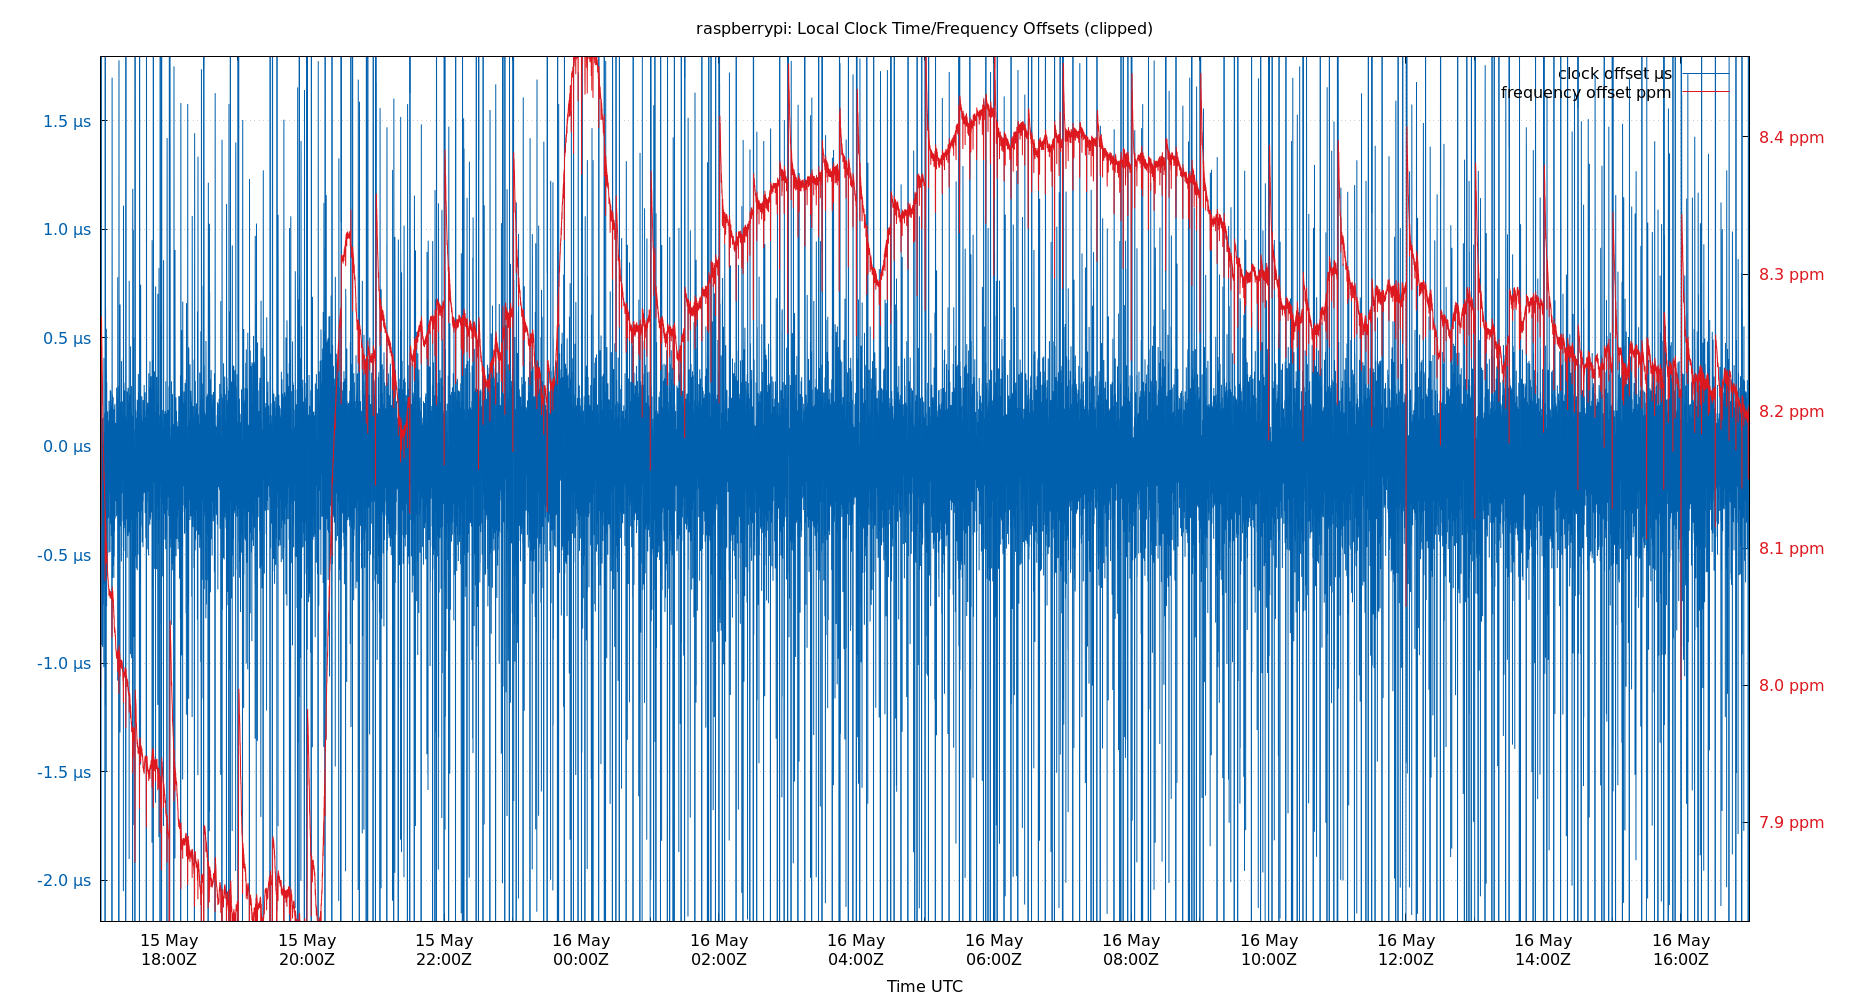 raspberrypi: Local Clock Time/Frequency Offsets (clipped)
clock offset µs
frequency offset ppm
1.5 µs
1.0 µs
0.5 µs
0.0 µs
-0.5 µs
-1.0 µs
-1.5 µs
-2.0 µs
8.4 ppm
8.3 ppm
8.2 ppm
8.1 ppm
8.0 ppm
7.9 ppm
15 May
18:00Z
15 May
20:00Z
15 May
22:00Z
16 May
00:00Z
16 May
02:00Z
16 May
04:00Z
16 May
06:00Z
16 May
08:00Z
16 May
10:00Z
16 May
12:00Z
16 May
14:00Z
16 May
16:00Z
Time UTC